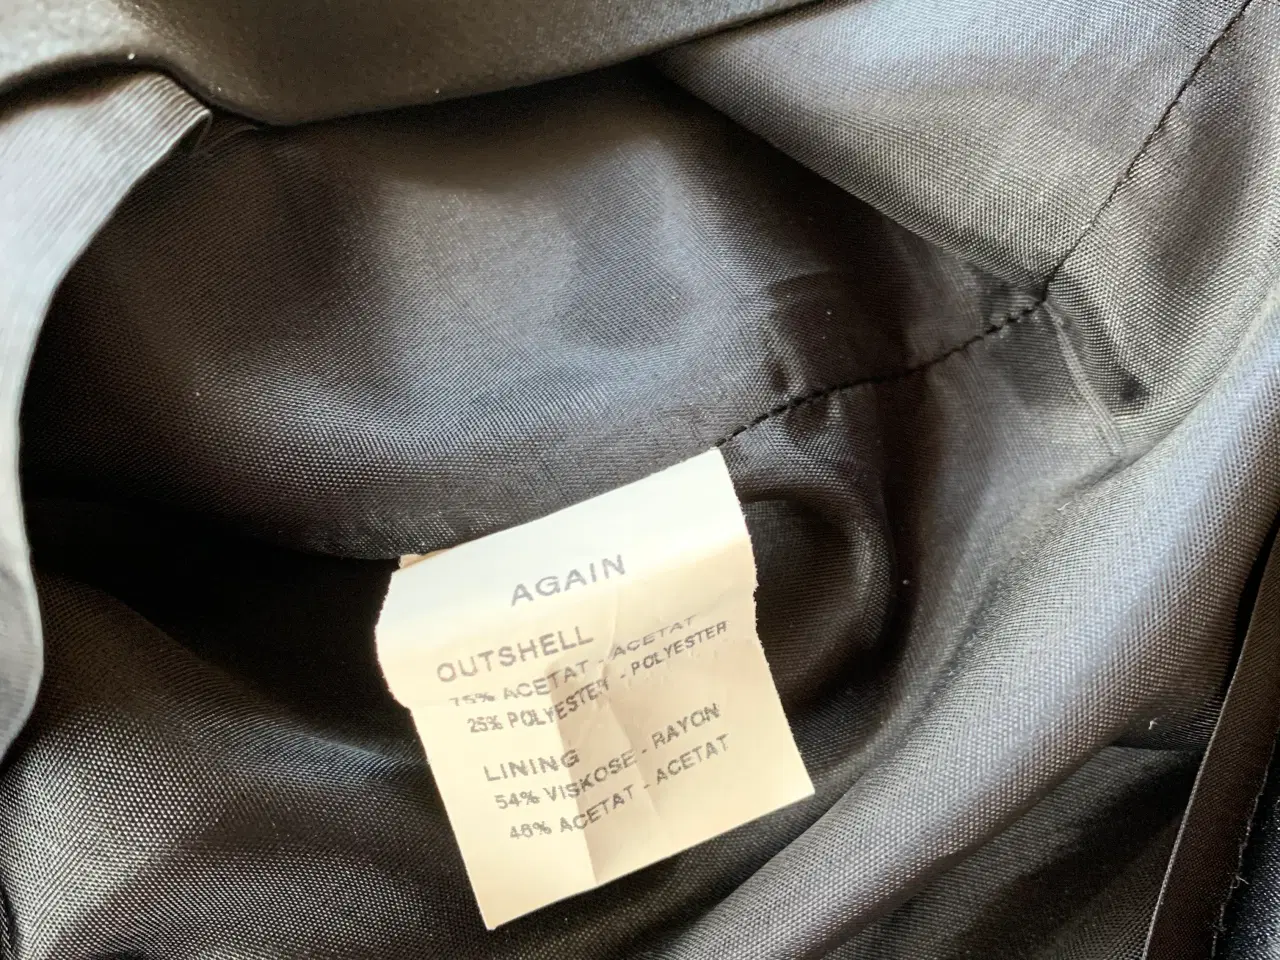 AGAIN
OUTSHELL
75% ACETAT - ACETAT
25% POLYESTER - POLYESTER
LINING
54% VISKOSE - RAYON
46% ACETAT - ACETAT